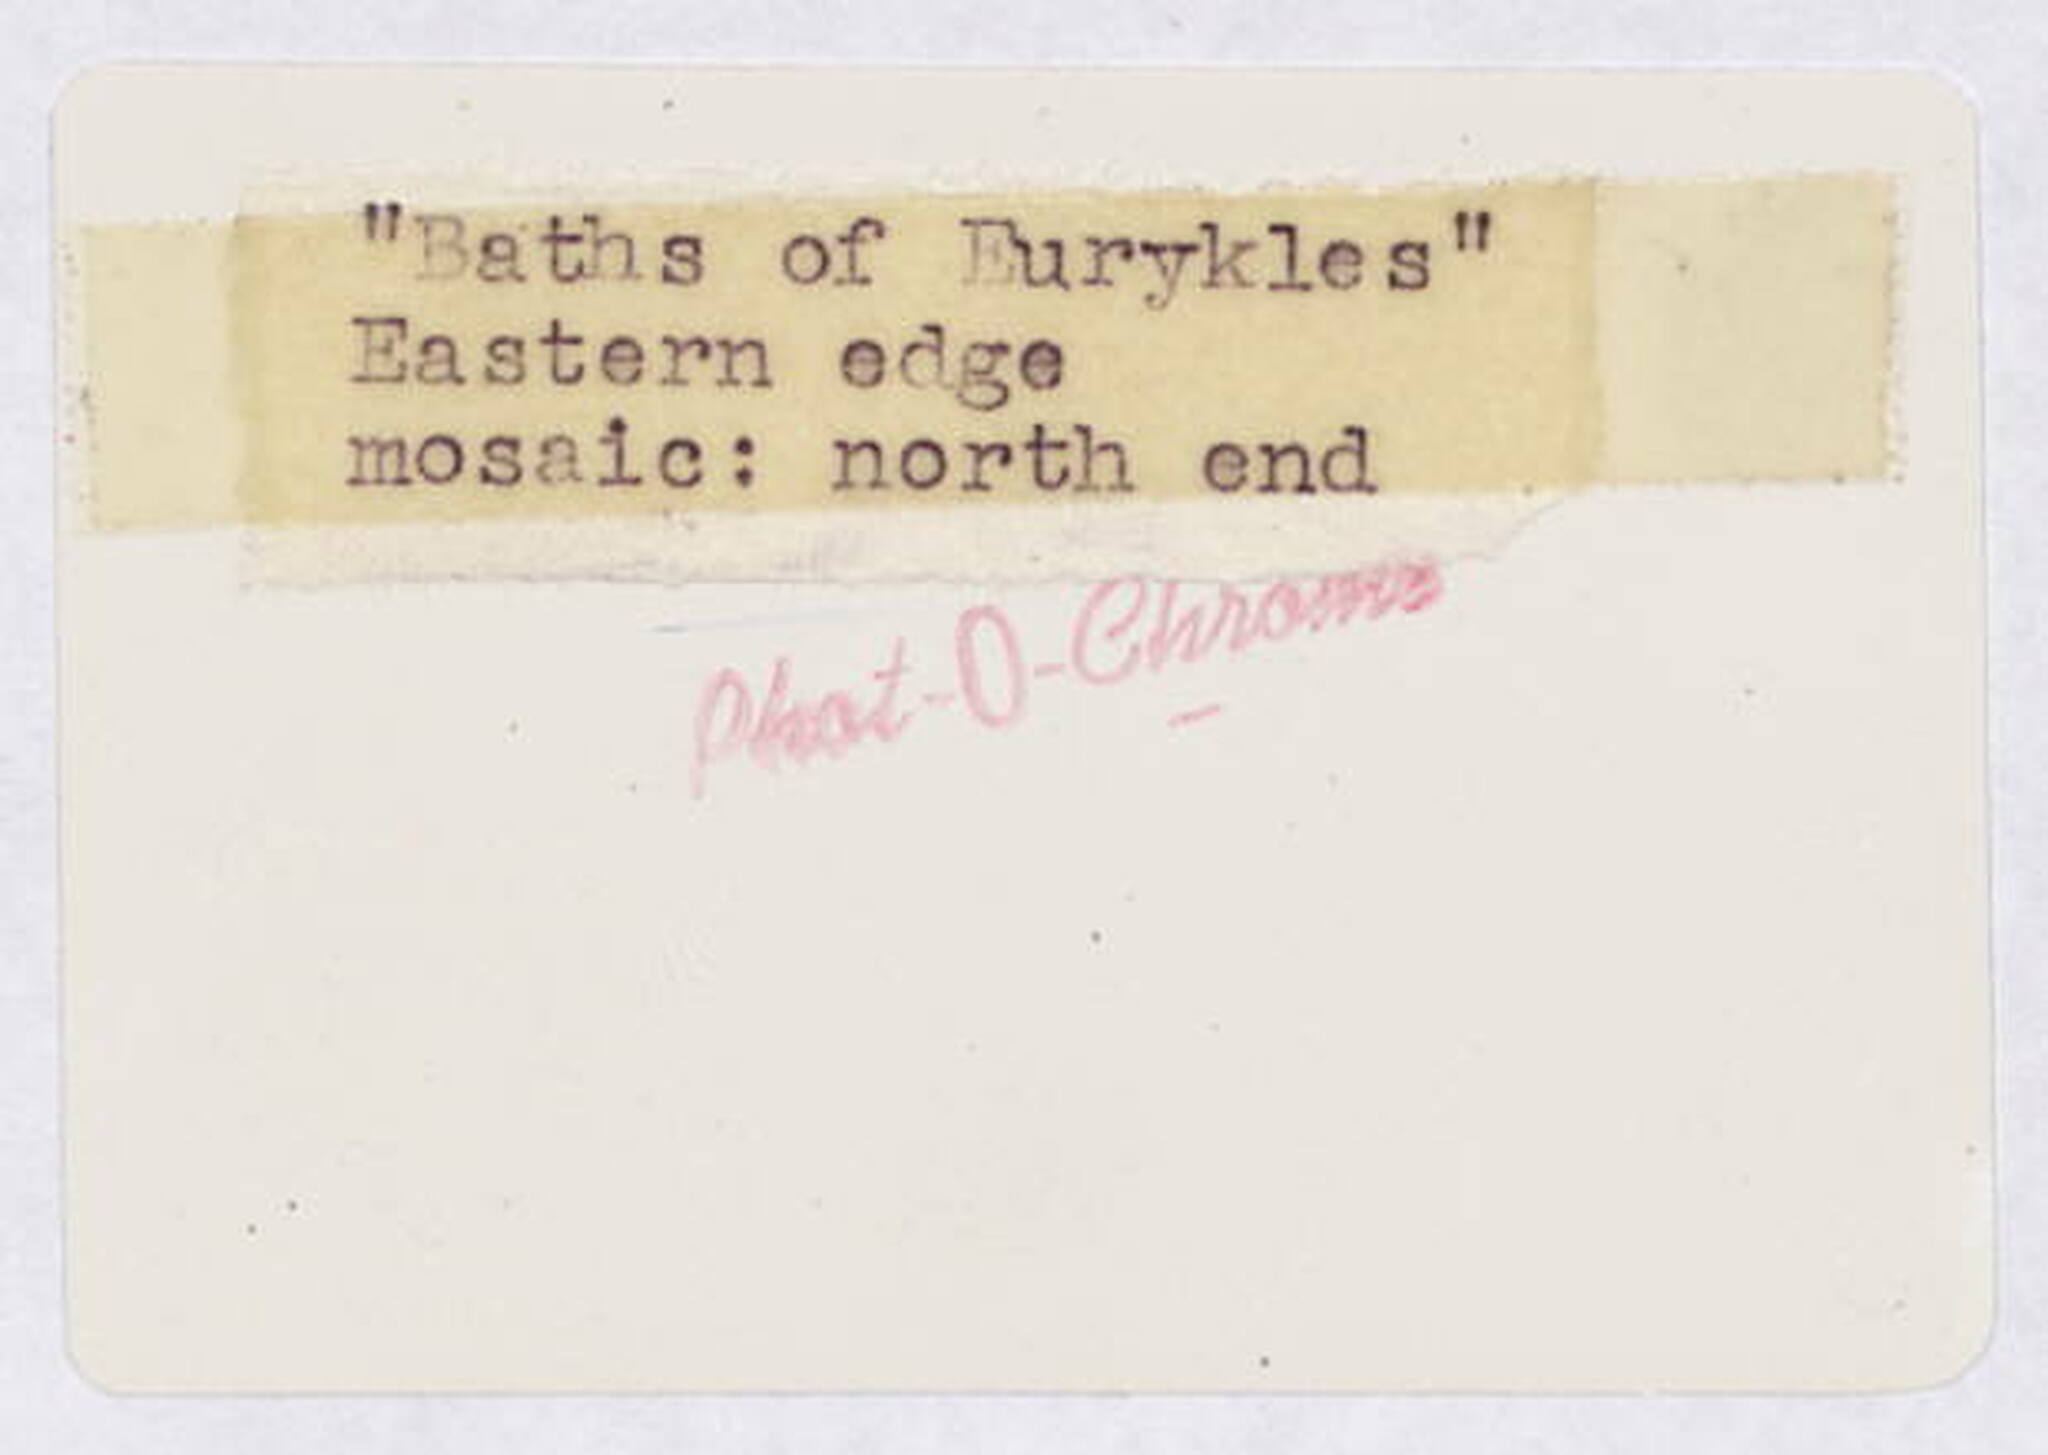 "Baths of Eurykles"
Eastern edge
mosaic: north end
Phot-O-Chrome